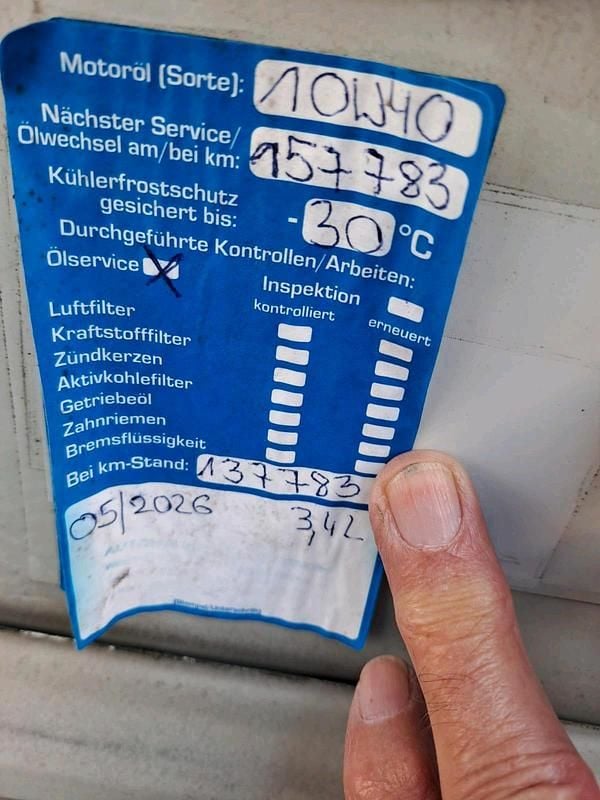 Motoröl (Sorte): 10W40
Nächster Service/
Ölwechsel am/bei km: 157783
Kühlerfrostschutz
gesichert bis: -30 °C
Durchgeführte Kontrollen/Arbeiten:
Ölservice X
Inspektion
kontrolliert erneuert
Luftfilter
Kraftstofffilter
Zündkerzen
Aktivkohlefilter
Getriebeöl
Zahnriemen
Bremsflüssigkeit
Bei km-Stand: 137783
05/2026 3,4L